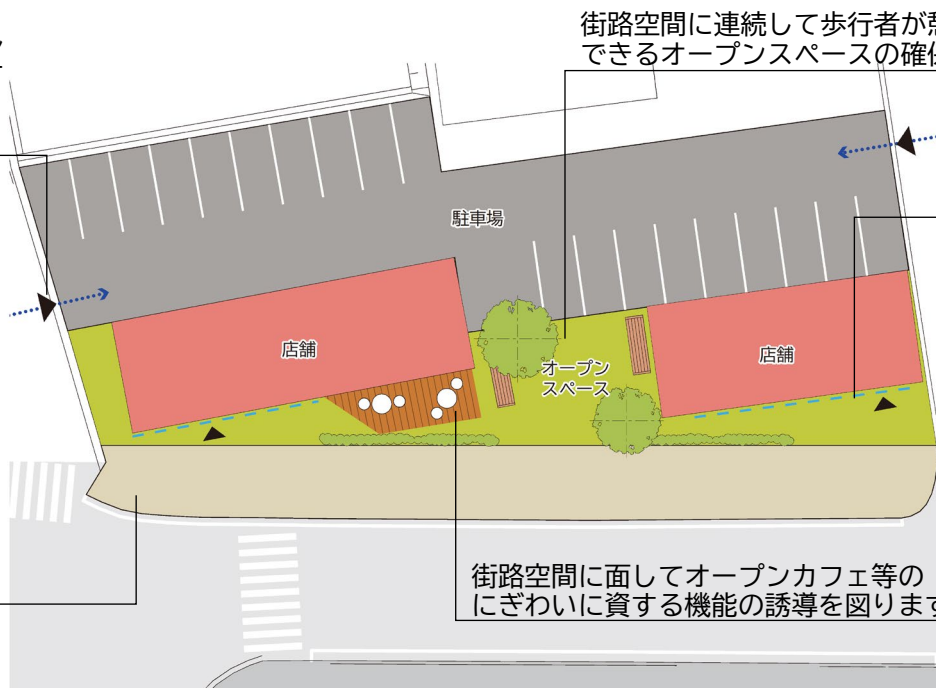 街路空間に連続して歩行者が
できるオープンスペースの確
駐車場
店舗
オープン
スペース
店舗
街路空間に面してオープンカフェ等の
にぎわいに資する機能の誘導を図ります